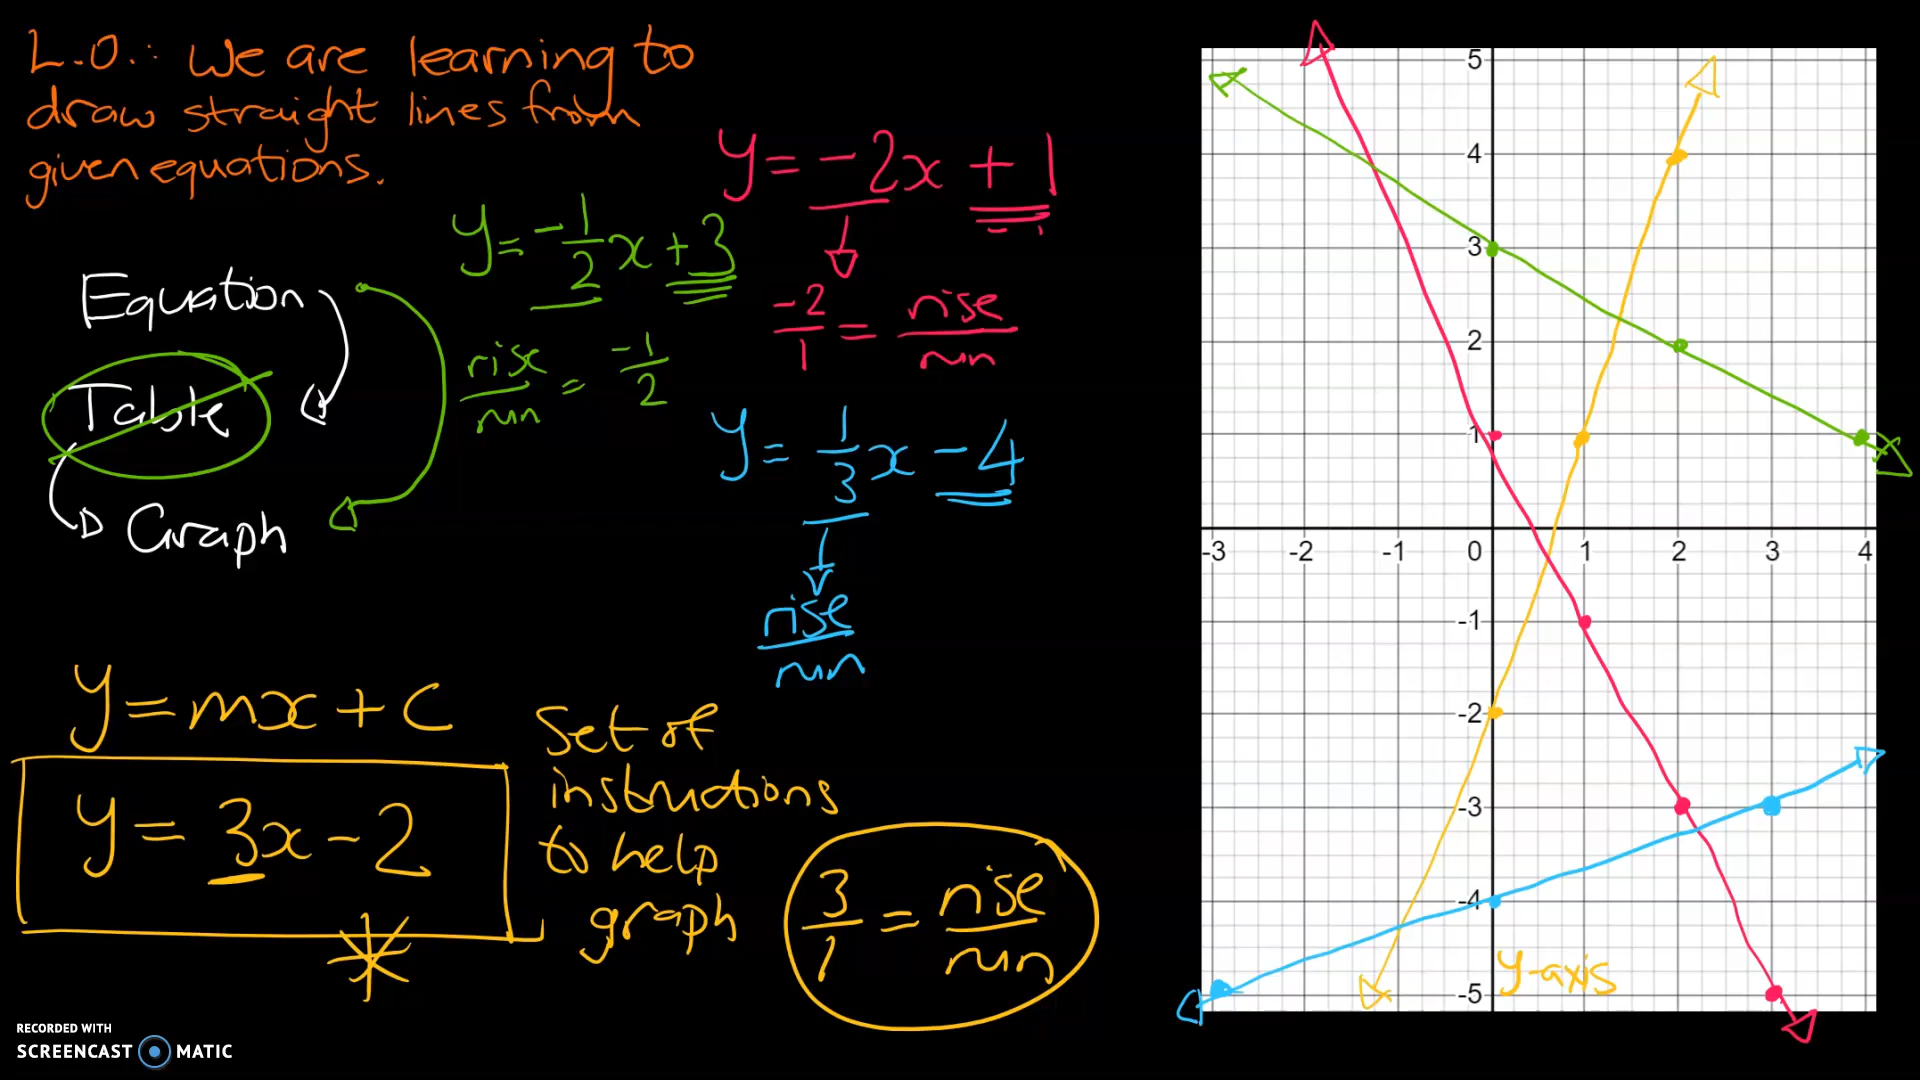 L.O.: We are learning to
draw straight lines from
given equations.
Equation
Table
Graph
y = -1/2 x + 3
rise/run = -1/2
y = -2x + 1
-2/1 = rise/run
y = 1/3 x - 4
rise/run
y = mx + c
y = 3x - 2
Set of
instructions
to help
graph
3/1 = rise/run
5
4
3
2
1
-3 -2 -1 0 1 2 3 4
-1
-2
-3
-4
-5
y-axis
RECORDED WITH
SCREENCAST MATIC